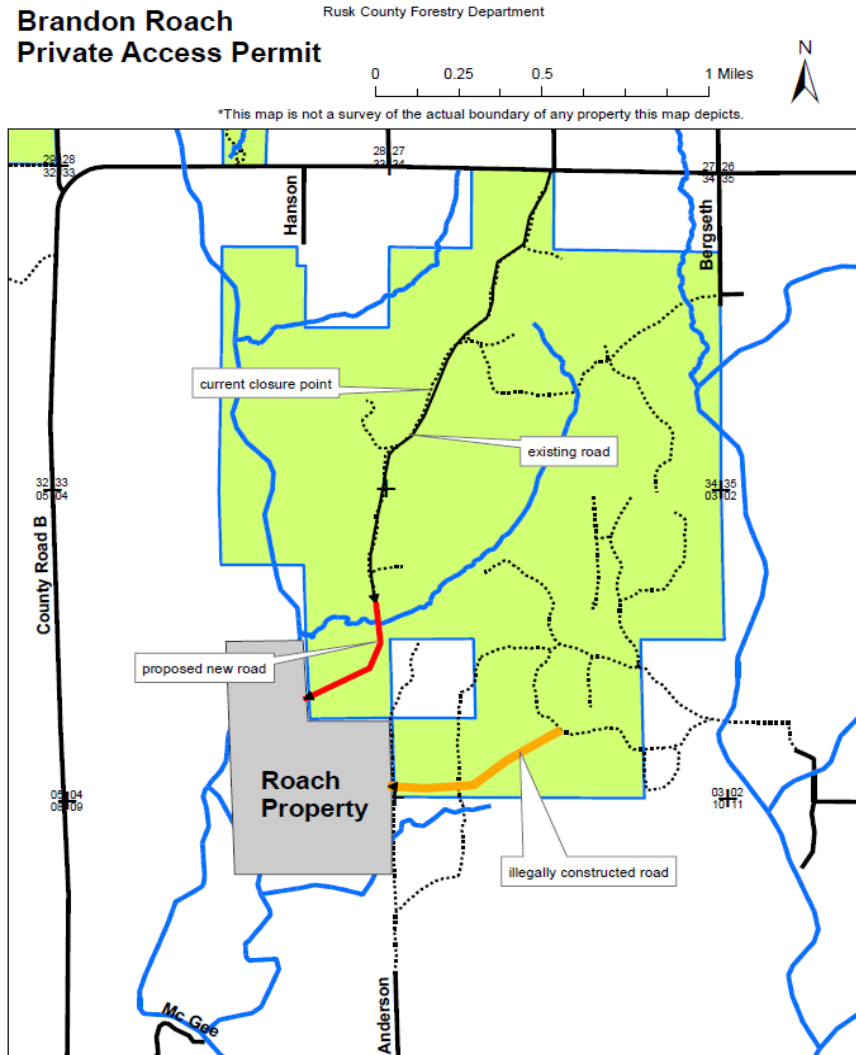 Brandon Roach
Private Access Permit
Rusk County Forestry Department
0 0.25 0.5 1 Miles
N
*This map is not a survey of the actual boundary of any property this map depicts.
29 28
32 33
28 27
33 34
27 26
34 35
Hanson
Bergseth
current closure point
existing road
32 33
05 04
34 35
03 02
County Road B
proposed new road
Roach
Property
05 04
08 09
03 02
10 11
illegally constructed road
Anderson
Mc Gee